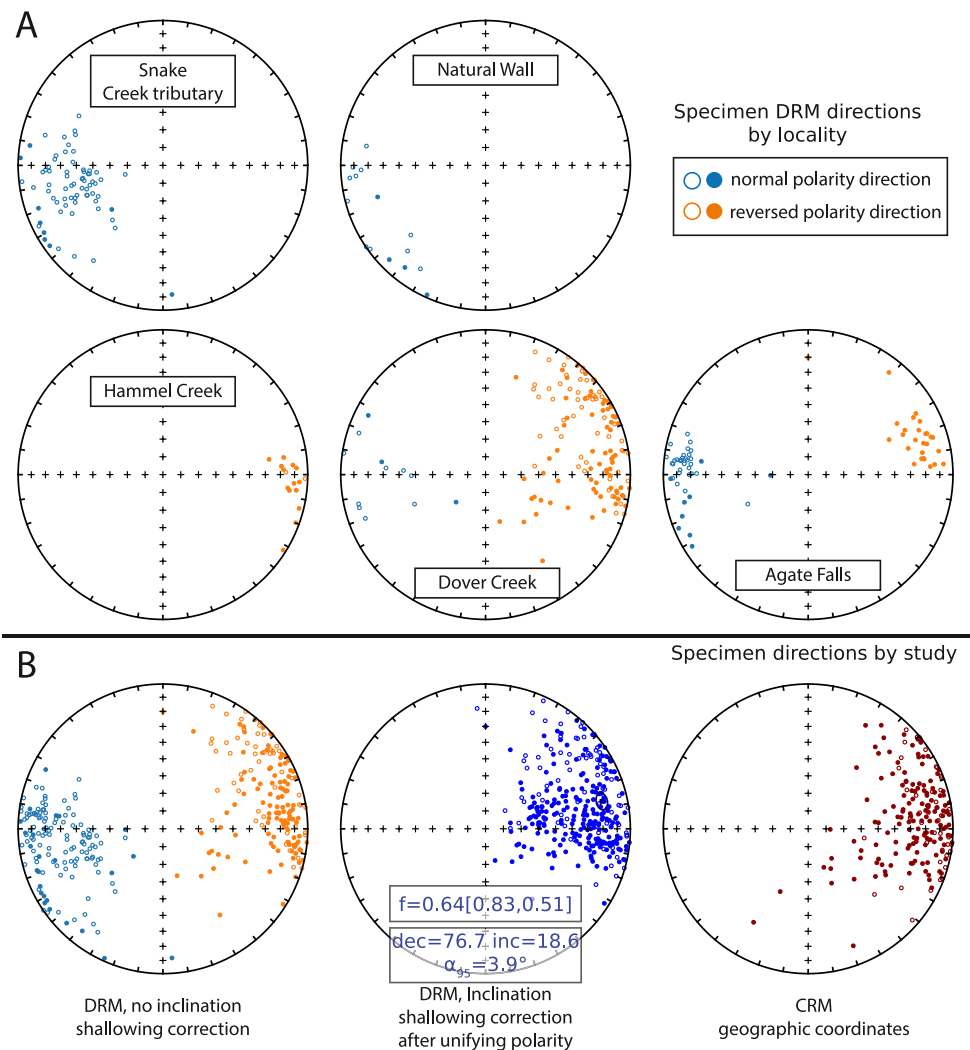 A
Snake
Creek tributary
Natural Wall
Specimen DRM directions
by locality
normal polarity direction
reversed polarity direction
Hammel Creek
Dover Creek
Agate Falls
B
Specimen directions by study
f=0.64[0.83,0.51]
dec=76.7 inc=18.6
α95=3.9°
DRM, no inclination
shallowing correction
DRM, Inclination
shallowing correction
after unifying polarity
CRM
geographic coordinates